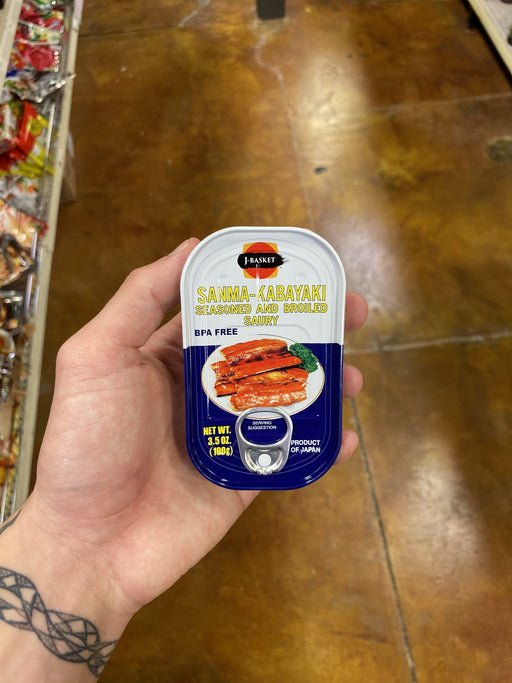 J-BASKET
SANMA-KABAYAKI
SEASONED AND BROILED
SAURY
BPA FREE
SERVING
SUGGESTION
NET WT.
3.5 OZ.
(100g)
PRODUCT
OF JAPAN